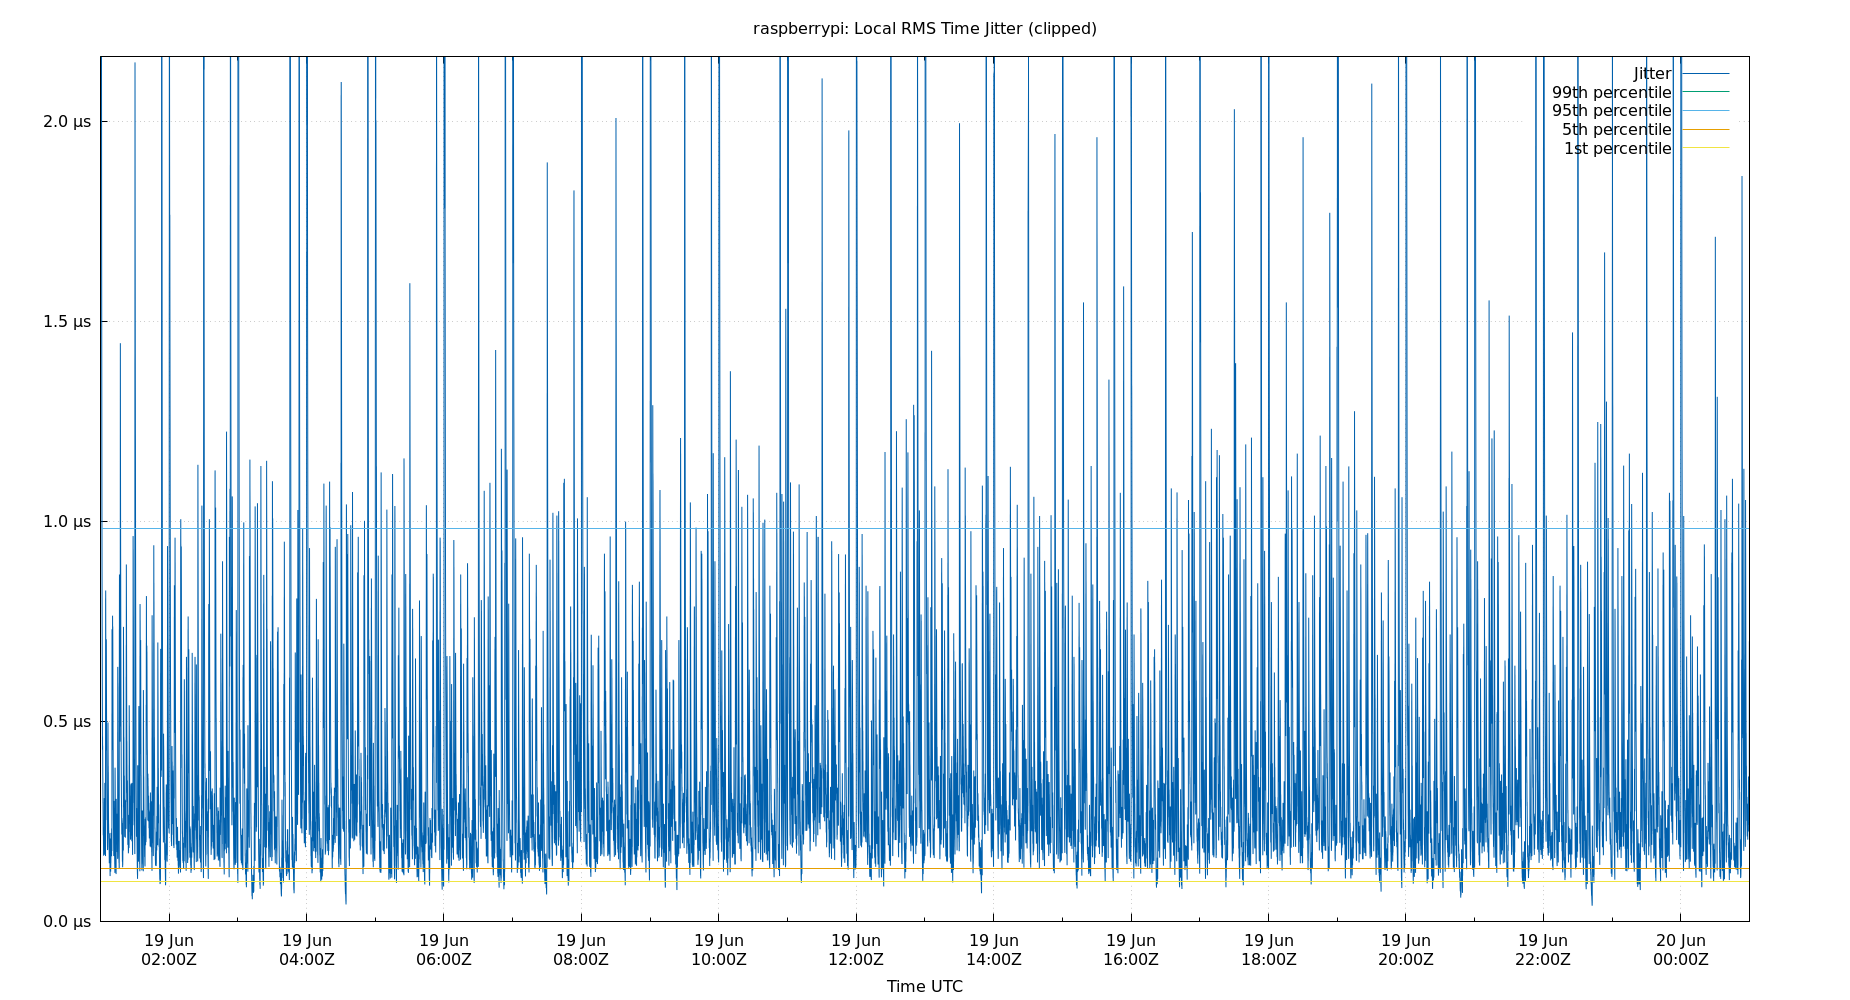 raspberrypi: Local RMS Time Jitter (clipped)
Jitter
99th percentile
95th percentile
5th percentile
1st percentile
2.0 µs
1.5 µs
1.0 µs
0.5 µs
0.0 µs
19 Jun 19 Jun 19 Jun 19 Jun 19 Jun 19 Jun 19 Jun 19 Jun 19 Jun 19 Jun 19 Jun 20 Jun
02:00Z 04:00Z 06:00Z 08:00Z 10:00Z 12:00Z 14:00Z 16:00Z 18:00Z 20:00Z 22:00Z 00:00Z
Time UTC